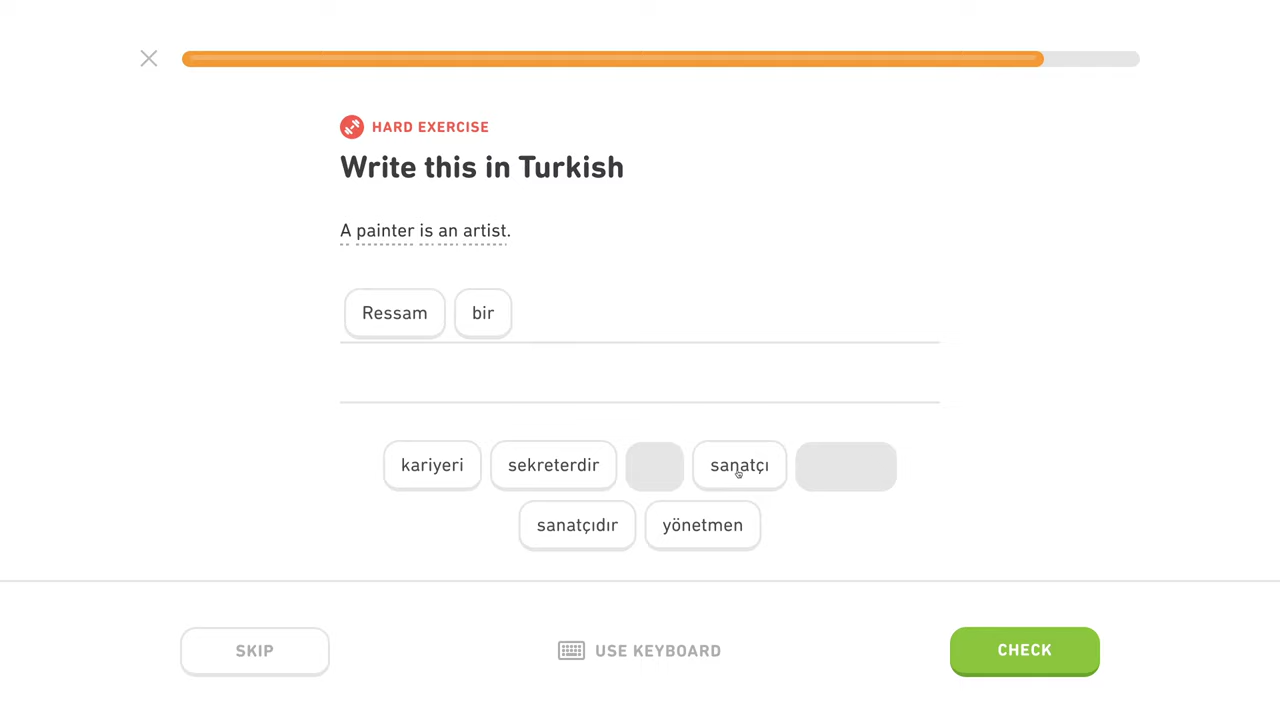 HARD EXERCISE
Write this in Turkish
A painter is an artist.
Ressam bir
kariyeri sekreterdir sanatçı
sanatçıdır yönetmen
SKIP USE KEYBOARD CHECK